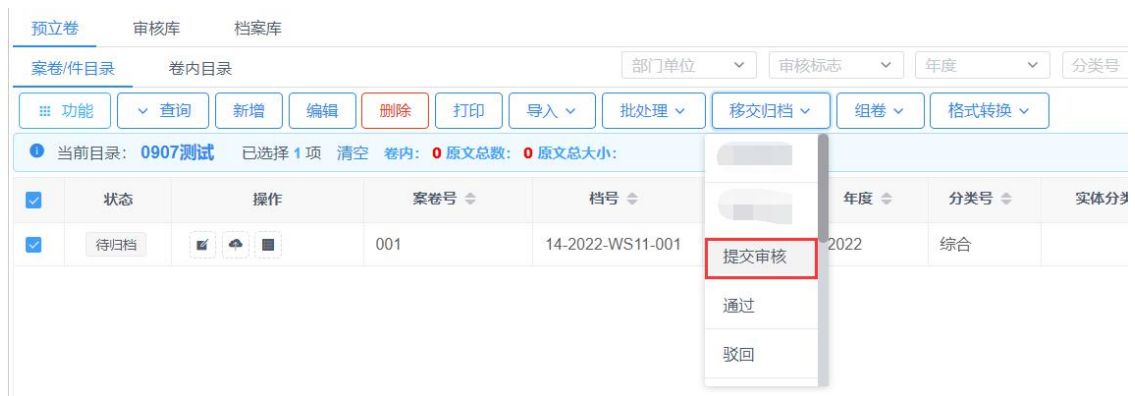 预立卷 审核库 档案库
案卷/件目录 卷内目录 部门单位 审核标志 年度 分类号
功能 查询 新增 编辑 删除 打印 导入 批处理 移交归档 组卷 格式转换
当前目录: 0907测试 已选择 1 项 清空 卷内: 0 原文总数: 0 原文总大小:
状态 操作 案卷号 档号 年度 分类号 实体分类
待归档 001 14-2022-WS11-001 2022 综合
提交审核
通过
驳回